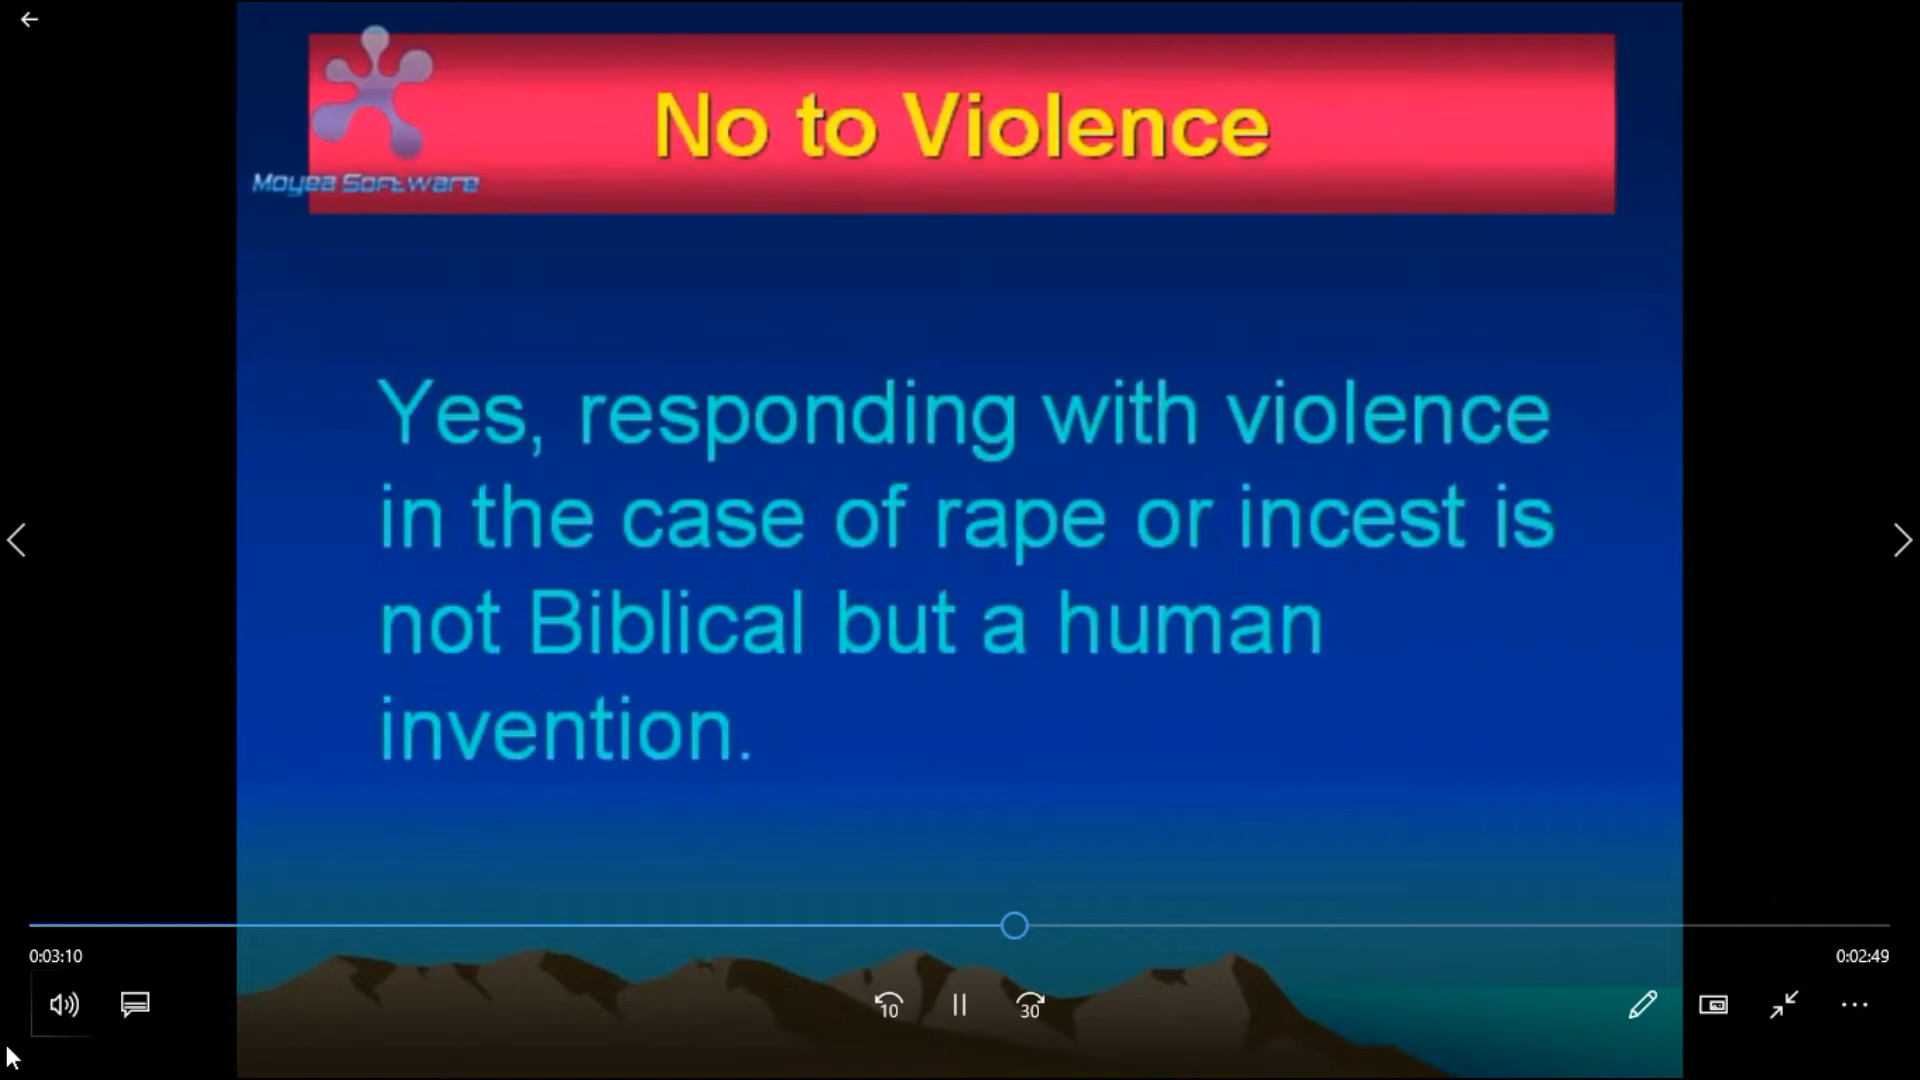 No to Violence
Moyea Software
Yes, responding with violence
in the case of rape or incest is
not Biblical but a human
invention.
0:03:10
0:02:49
10
30